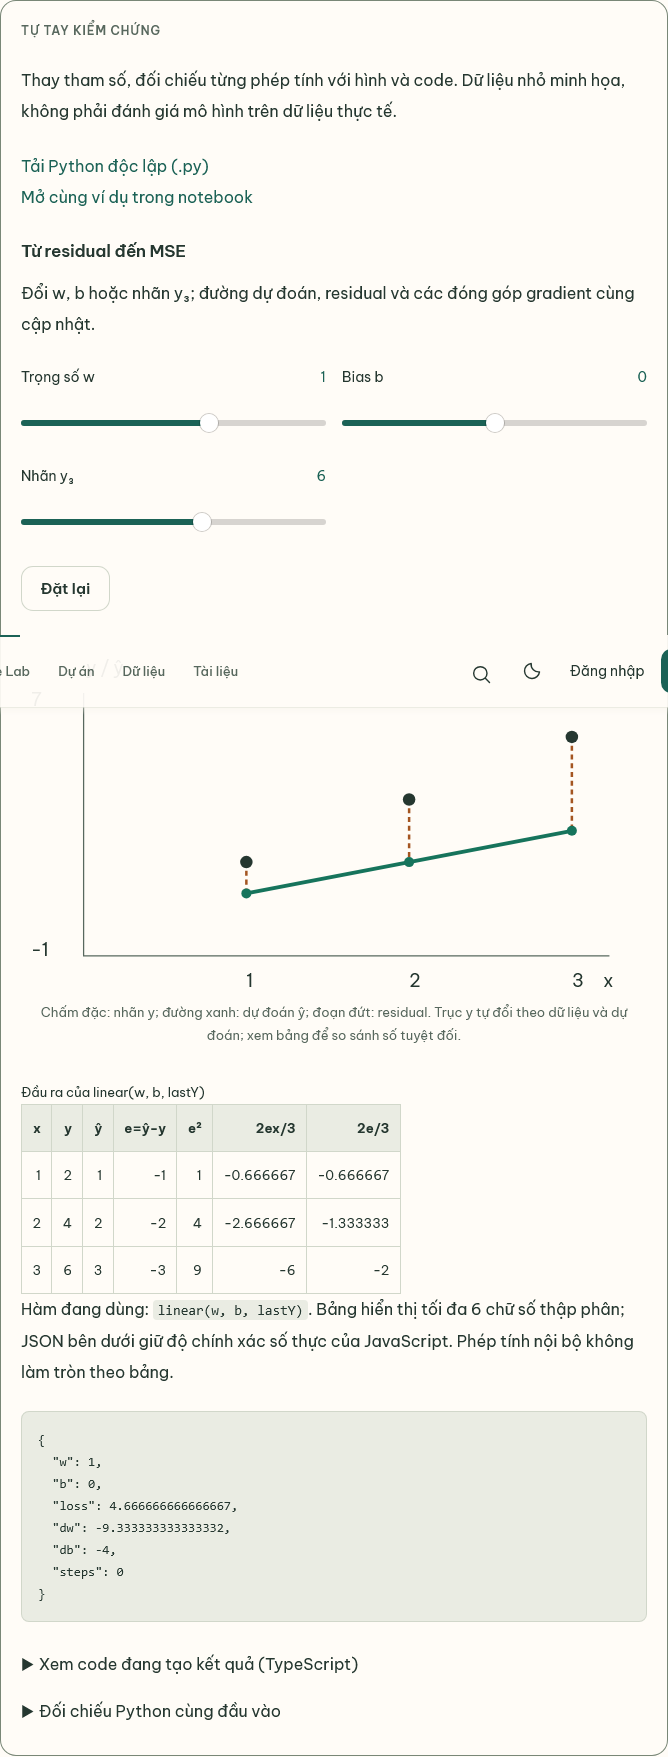 TỰ TAY KIỂM CHỨNG
Thay tham số, đối chiếu từng phép tính với hình và code. Dữ liệu nhỏ minh họa,
không phải đánh giá mô hình trên dữ liệu thực tế.
Tải Python độc lập (.py)
Mở cùng ví dụ trong notebook
Từ residual đến MSE
Đổi w, b hoặc nhãn y₃; đường dự đoán, residual và các đóng góp gradient cùng
cập nhật.
Trọng số w 1 Bias b 0
Nhãn y₃ 6
Đặt lại
Lab Dự án Dữ liệu Tài liệu Đăng nhập
7
-1
1 2 3 x
Chấm đặc: nhãn y; đường xanh: dự đoán ŷ; đoạn đứt: residual. Trục y tự đổi theo dữ liệu và dự
đoán; xem bảng để so sánh số tuyệt đối.
Đầu ra của linear(w, b, lastY)
x y ŷ e=ŷ-y e² 2ex/3 2e/3
1 2 1 -1 1 -0.666667 -0.666667
2 4 2 -2 4 -2.666667 -1.333333
3 6 3 -3 9 -6 -2
Hàm đang dùng: linear(w, b, lastY). Bảng hiển thị tối đa 6 chữ số thập phân;
JSON bên dưới giữ độ chính xác số thực của JavaScript. Phép tính nội bộ không
làm tròn theo bảng.
{
"w": 1,
"b": 0,
"loss": 4.666666666666667,
"dw": -9.333333333333332,
"db": -4,
"steps": 0
}
▶ Xem code đang tạo kết quả (TypeScript)
▶ Đối chiếu Python cùng đầu vào